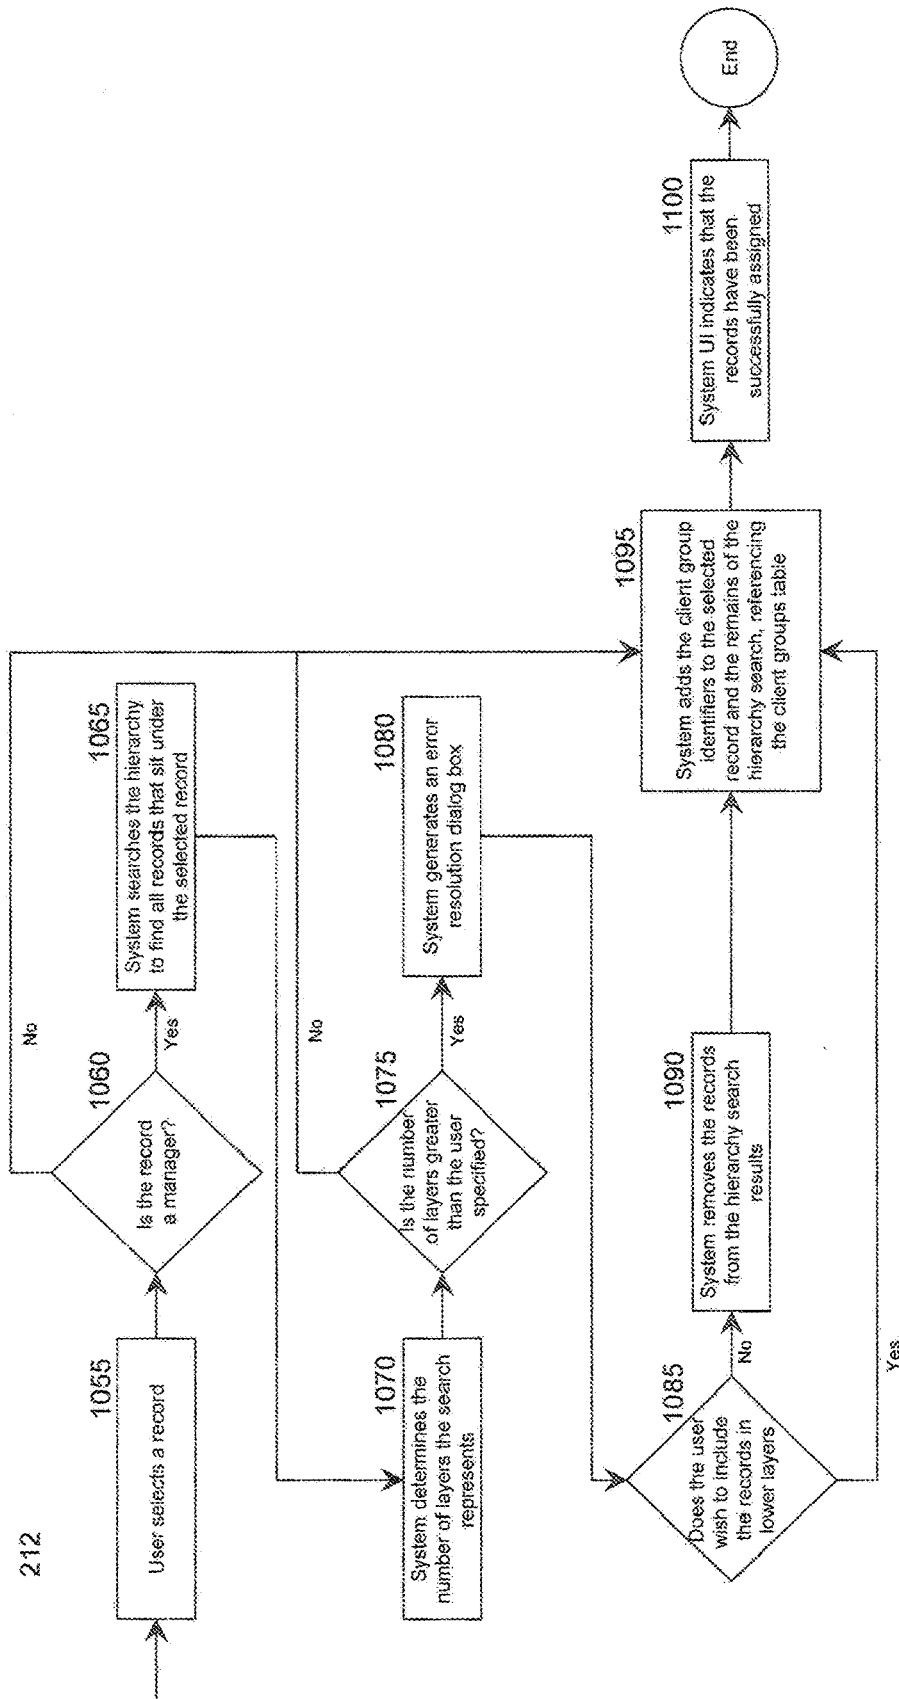 212
1055
User selects a record
1060
Is the record
a manager?
No
Yes
1065
System searches the hierarchy
to find all records that sit under
the selected record
1070
System determines the
number of layers the search
represents
1075
Is the number
of layers greater
than the user
specified?
No
Yes
1080
System generates an error
resolution dialog box
1085
Does the user
wish to include
the records in
lower layers
No
Yes
1090
System removes the records
from the hierarchy search
results
1095
System adds the client group
identifiers to the selected
record and the remains of the
hierarchy search, referencing
the client groups table
1100
System UI indicates that the
records have been
successfully assigned
End